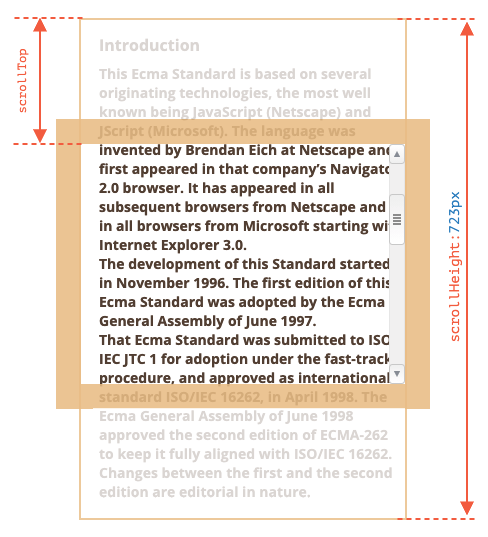 Introduction
This Ecma Standard is based on several
originating technologies, the most well
known being JavaScript (Netscape) and
JScript (Microsoft). The language was
invented by Brendan Eich at Netscape and
first appeared in that company's Navigato
2.0 browser. It has appeared in all
subsequent browsers from Netscape and
in all browsers from Microsoft starting wi
Internet Explorer 3.0.
The development of this Standard started
in November 1996. The first edition of this
Ecma Standard was adopted by the Ecma
General Assembly of June 1997.
That Ecma Standard was submitted to ISO
IEC JTC 1 for adoption under the fast-track
procedure, and approved as international
standard ISO/IEC 16262, in April 1998. The
Ecma General Assembly of June 1998
approved the second edition of ECMA-262
to keep it fully aligned with ISO/IEC 16262.
Changes between the first and the second
edition are editorial in nature.
scrollTop
scrollHeight:723px